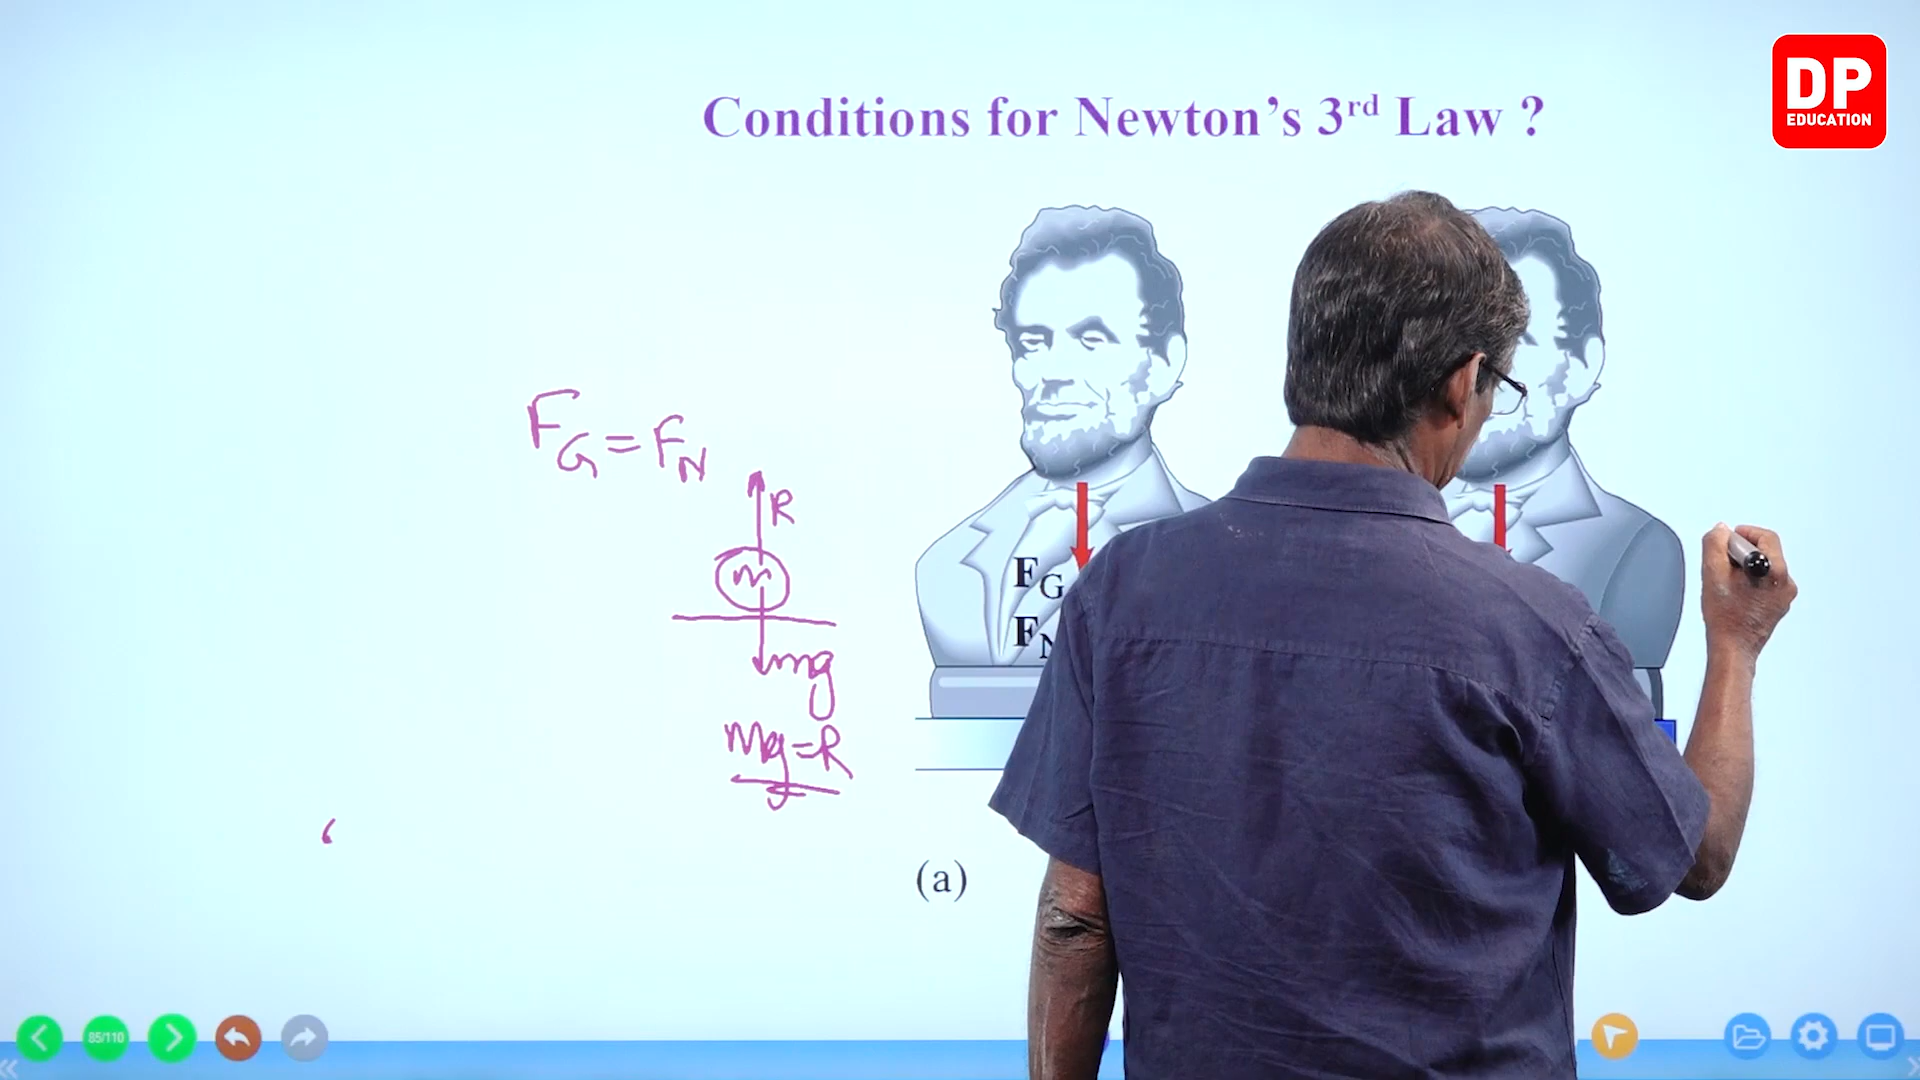 DP
EDUCATION
Conditions for Newton’s 3rd Law ?
F_G = F_N
R
m
mg
Mg = R
F_G
F_N
(a)
85/110